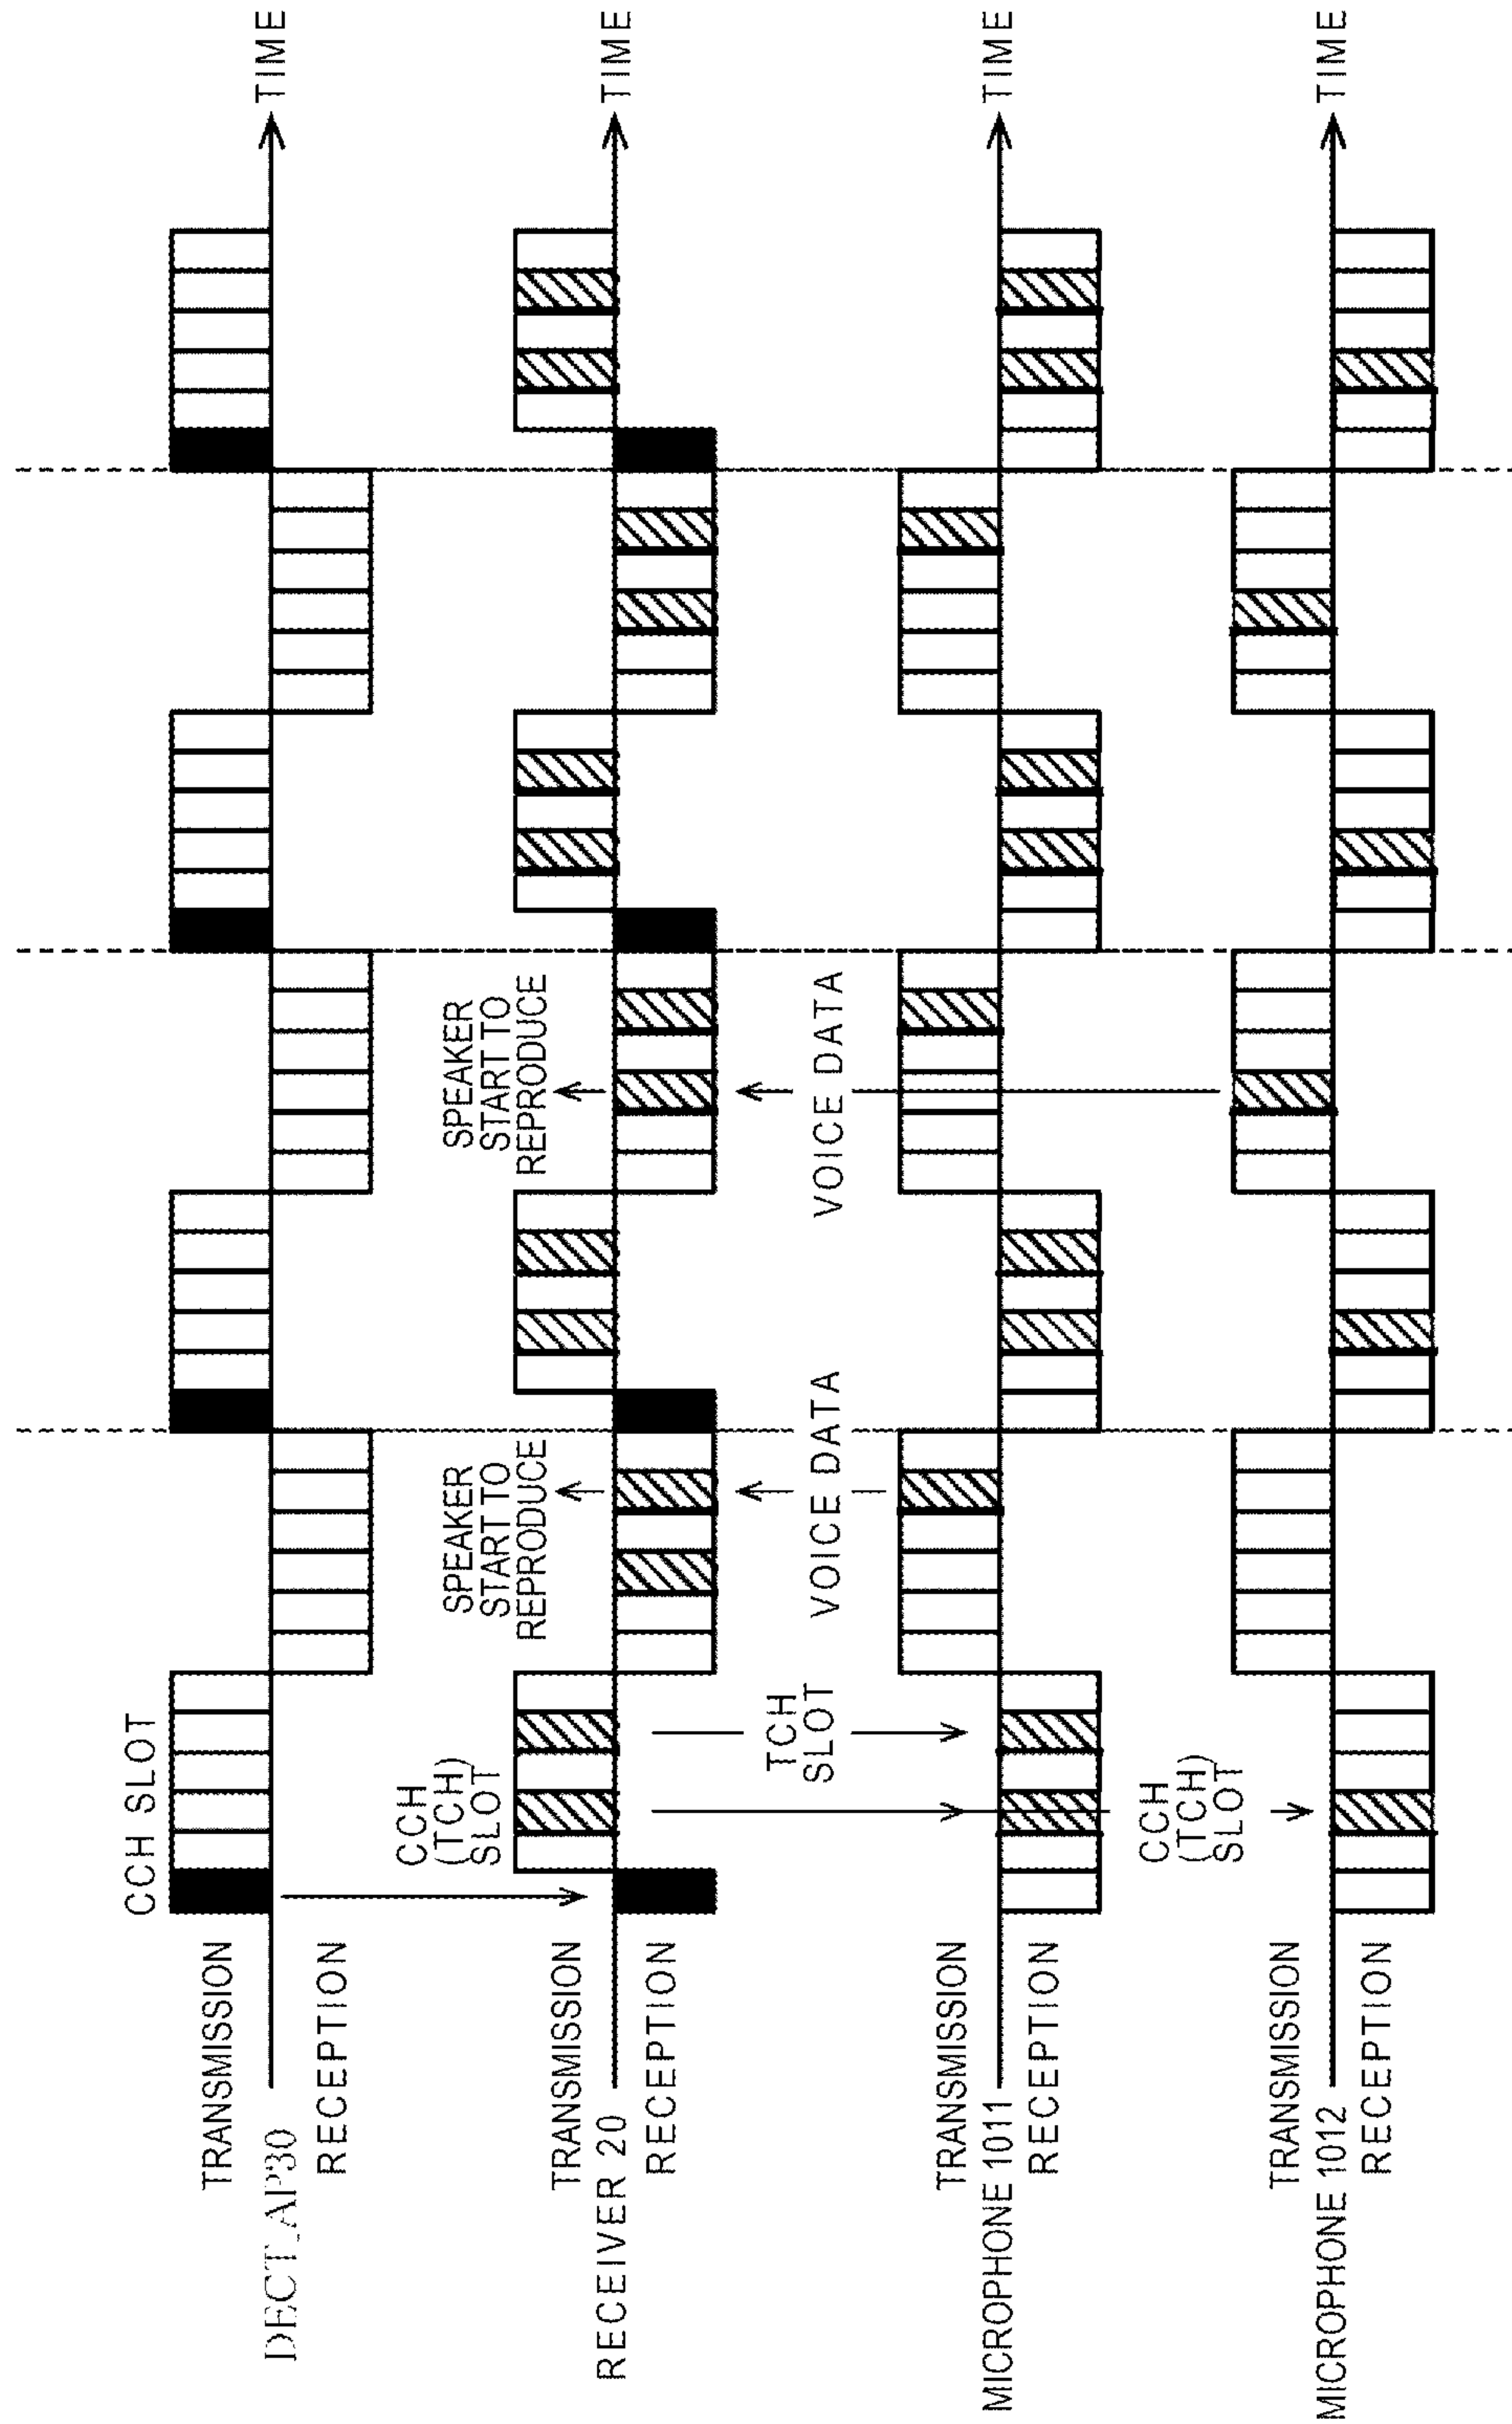 CCH SLOT
TRANSMISSION
DECT_AP30
RECEPTION
TIME
CCH
(TCH)
SLOT
SPEAKER
START TO
REPRODUCE
SPEAKER
START TO
REPRODUCE
TRANSMISSION
RECEIVER 20
RECEPTION
TIME
TCH
SLOT
VOICE DATA
VOICE DATA
TRANSMISSION
MICROPHONE 1011
RECEPTION
TIME
CCH
(TCH)
SLOT
TRANSMISSION
MICROPHONE 1012
RECEPTION
TIME